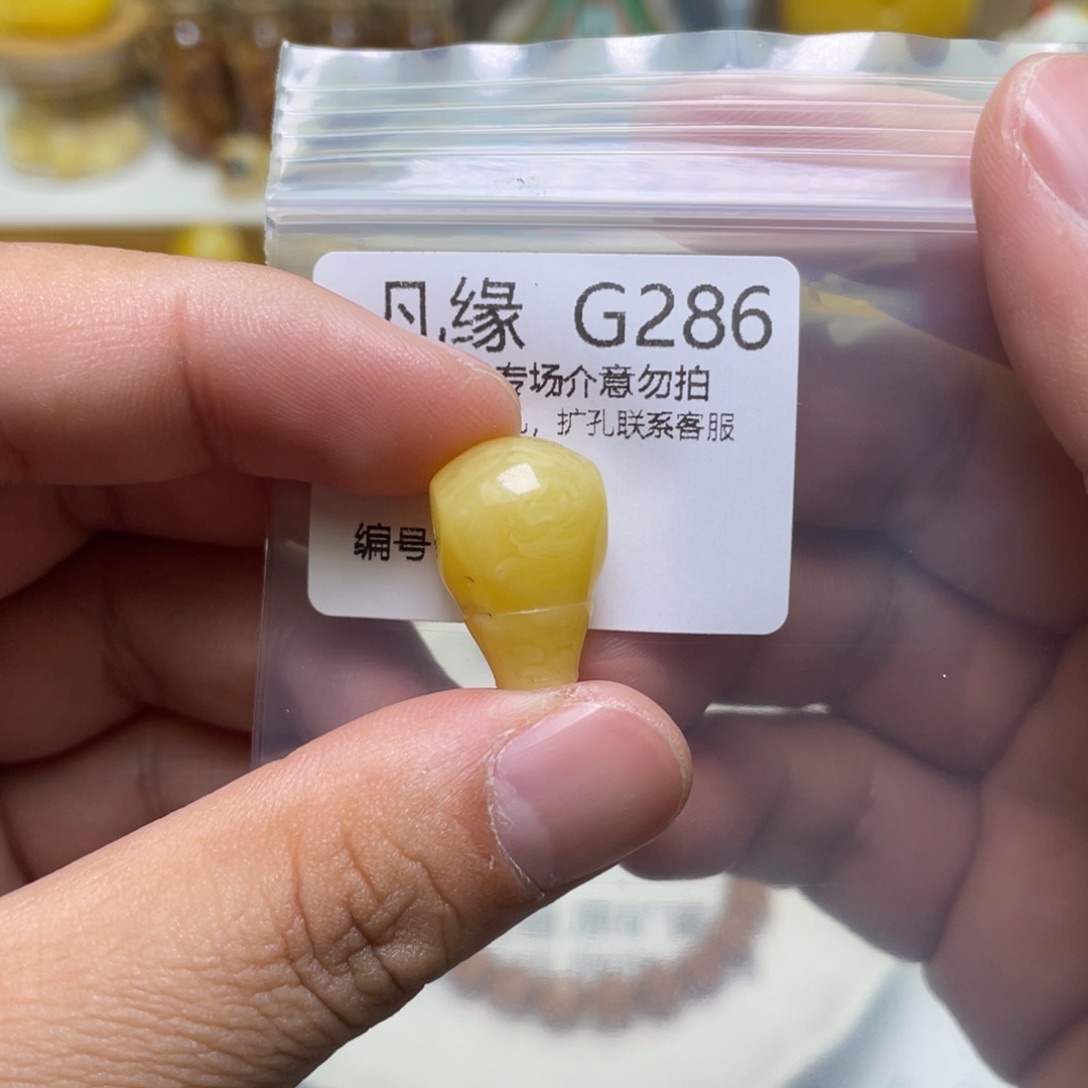 凡缘 G286
专场介意勿拍
，扩孔联系客服
编号